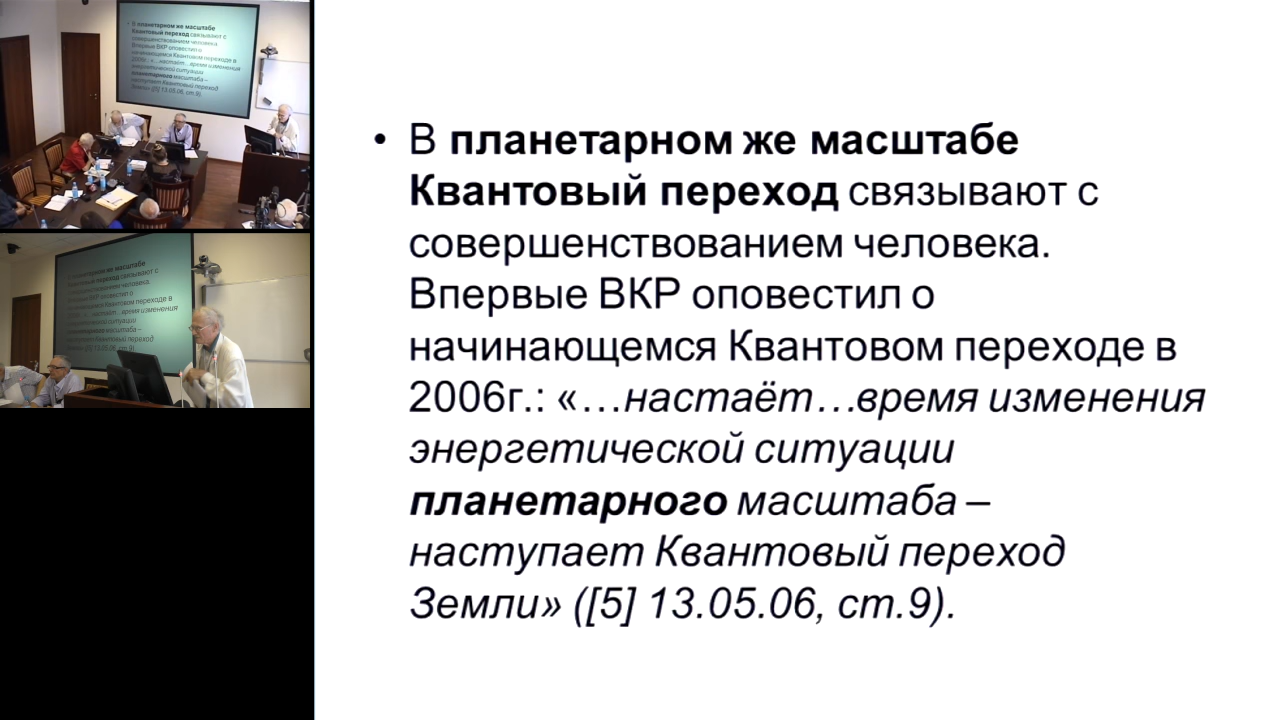 • В планетарном же масштабе
Квантовый переход связывают с
совершенствованием человека.
Впервые ВКР оповестил о
начинающемся Квантовом переходе в
2006г.: «…настаёт…время изменения
энергетической ситуации
планетарного масштаба –
наступает Квантовый переход
Земли» ([5] 13.05.06, ст.9).